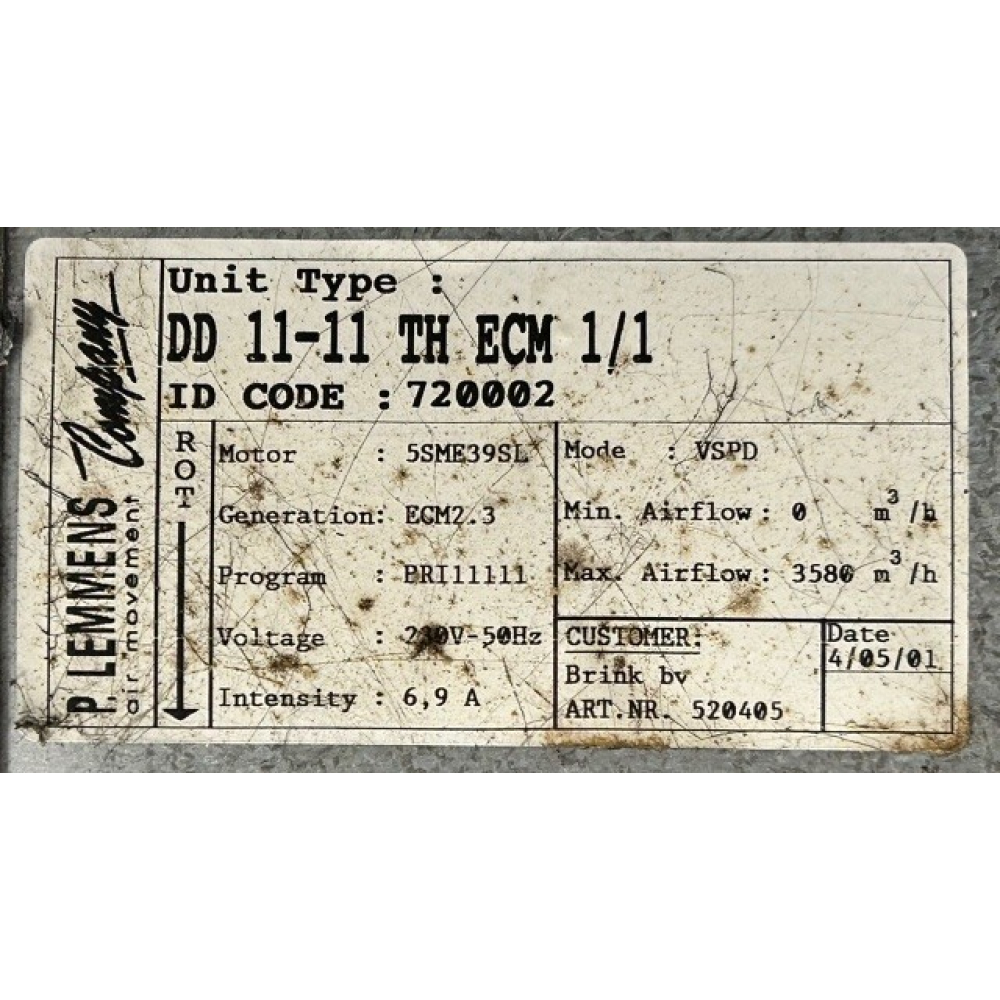 P. LEMMENS Company
air movement
Unit Type :
DD 11-11 TH ECM 1/1
ID CODE : 720002
ROT
Motor : 5SME39SL
Generation: ECM2.3
Program : PRI11111
Voltage : 230V-50Hz
Intensity : 6,9 A
Mode : VSPD
Min. Airflow : 0 m³/h
Max. Airflow : 3580 m³/h
CUSTOMER:
Brink bv
ART.NR. 520405
Date
4/05/01